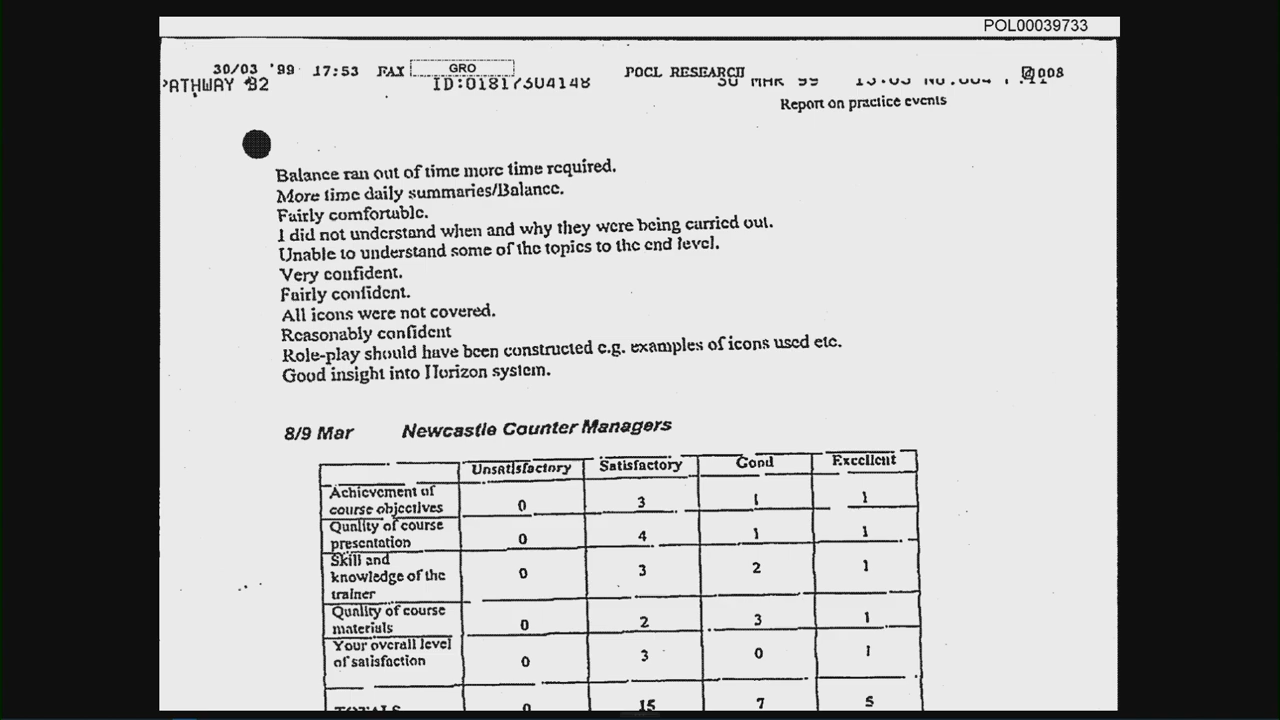 POL00039733
30/03 '99 17:53 FAX GRO POCL RESEARCH 008
PATHWAY B2 ID:01817304148 30 MAR 99
Report on practice events
Balance ran out of time more time required.
More time daily summaries/Balance.
Fairly comfortable.
I did not understand when and why they were being carried out.
Unable to understand some of the topics to the end level.
Very confident.
Fairly confident.
All icons were not covered.
Reasonably confident
Role-play should have been constructed e.g. examples of icons used etc.
Good insight into Horizon system.
8/9 Mar Newcastle Counter Managers
Unsatisfactory Satisfactory Good Excellent
Achievement of
course objectives 0 3 1 1
Quality of course
presentation 0 4 1 1
Skill and
knowledge of the 0 3 2 1
trainer
Quality of course
materials 0 2 3 1
Your overall level
of satisfaction 0 3 0 1
TOTALS 0 15 7 5